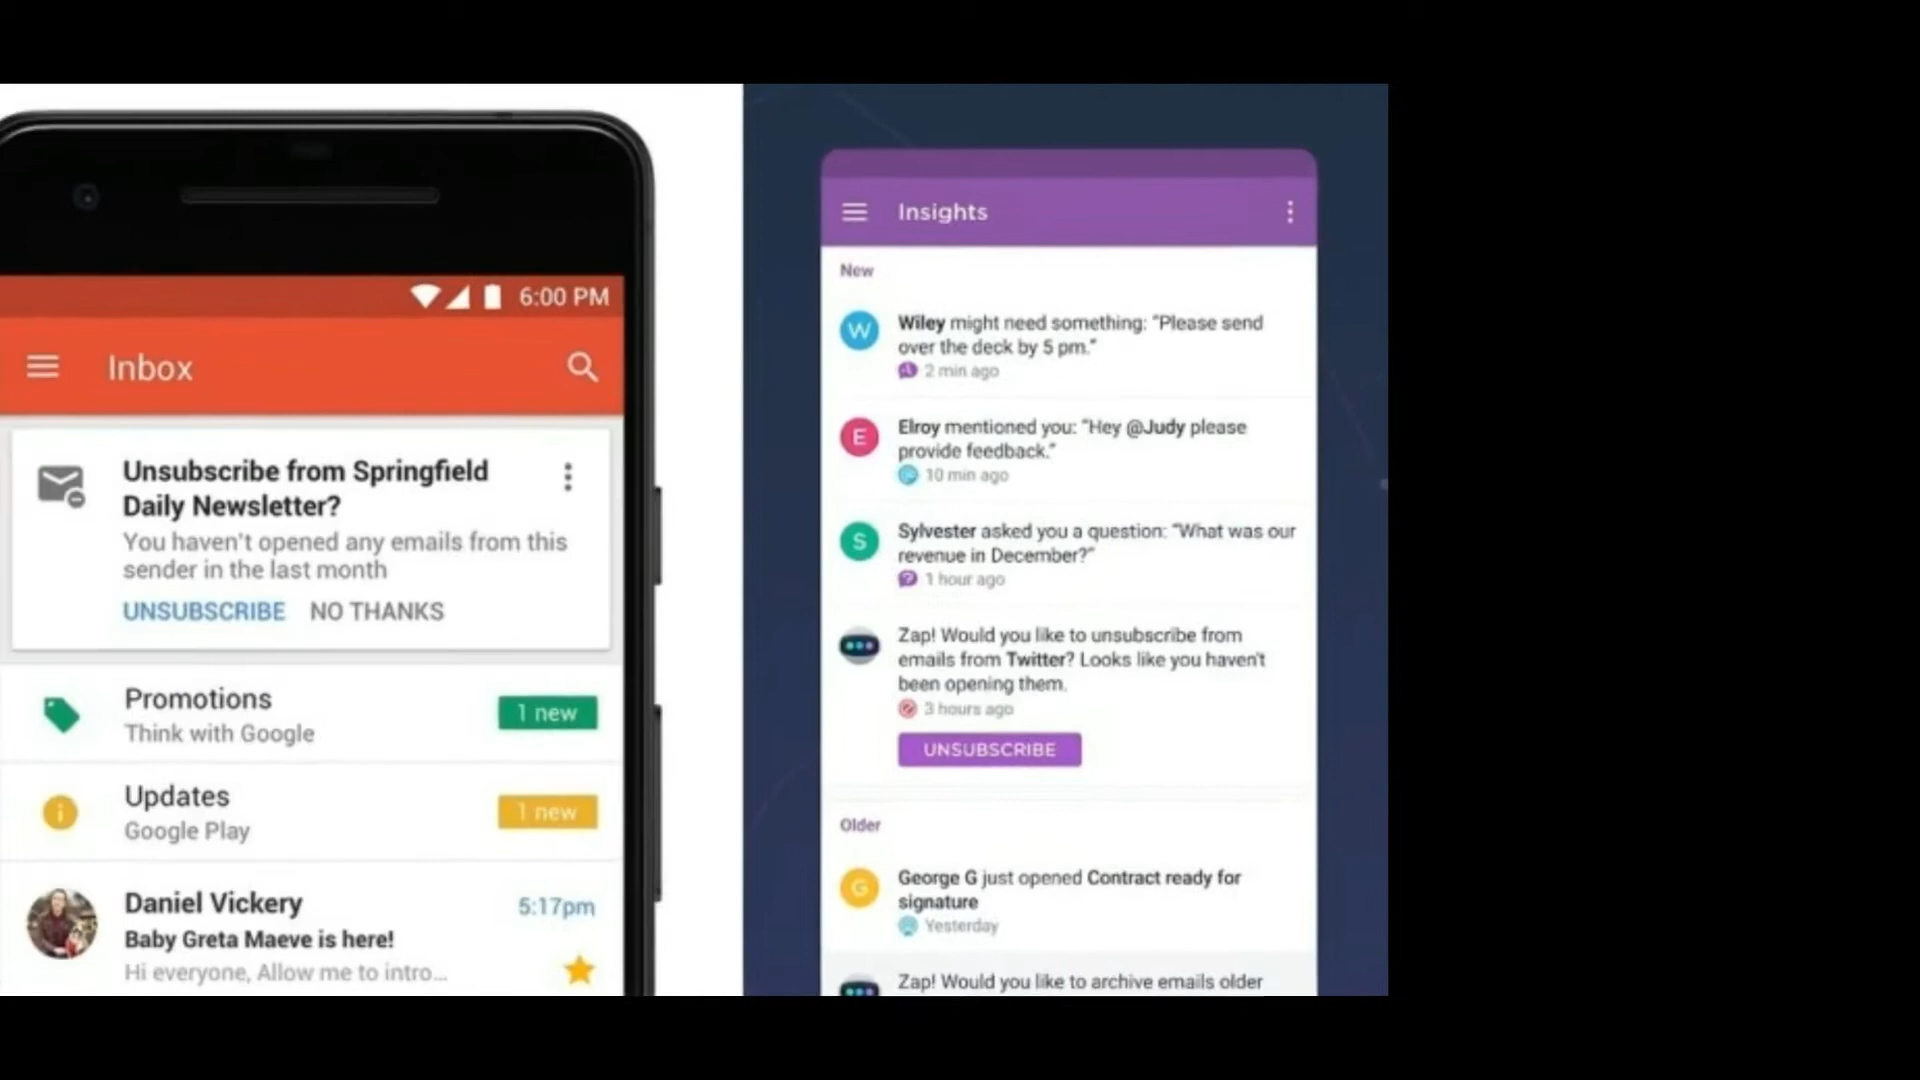 6:00 PM
Inbox
Unsubscribe from Springfield
Daily Newsletter?
You haven't opened any emails from this
sender in the last month
UNSUBSCRIBE NO THANKS
Promotions
1 new
Think with Google
Updates
1 new
Google Play
Daniel Vickery
5:17pm
Baby Greta Maeve is here!
Hi everyone, Allow me to intro...
Insights
New
W
Wiley might need something: “Please send
over the deck by 5 pm.”
2 min ago
E
Elroy mentioned you: “Hey @Judy please
provide feedback.”
10 min ago
S
Sylvester asked you a question: “What was our
revenue in December?”
1 hour ago
Zap! Would you like to unsubscribe from
emails from Twitter? Looks like you haven't
been opening them.
3 hours ago
UNSUBSCRIBE
Older
G
George G just opened Contract ready for
signature
Yesterday
Zap! Would you like to archive emails older